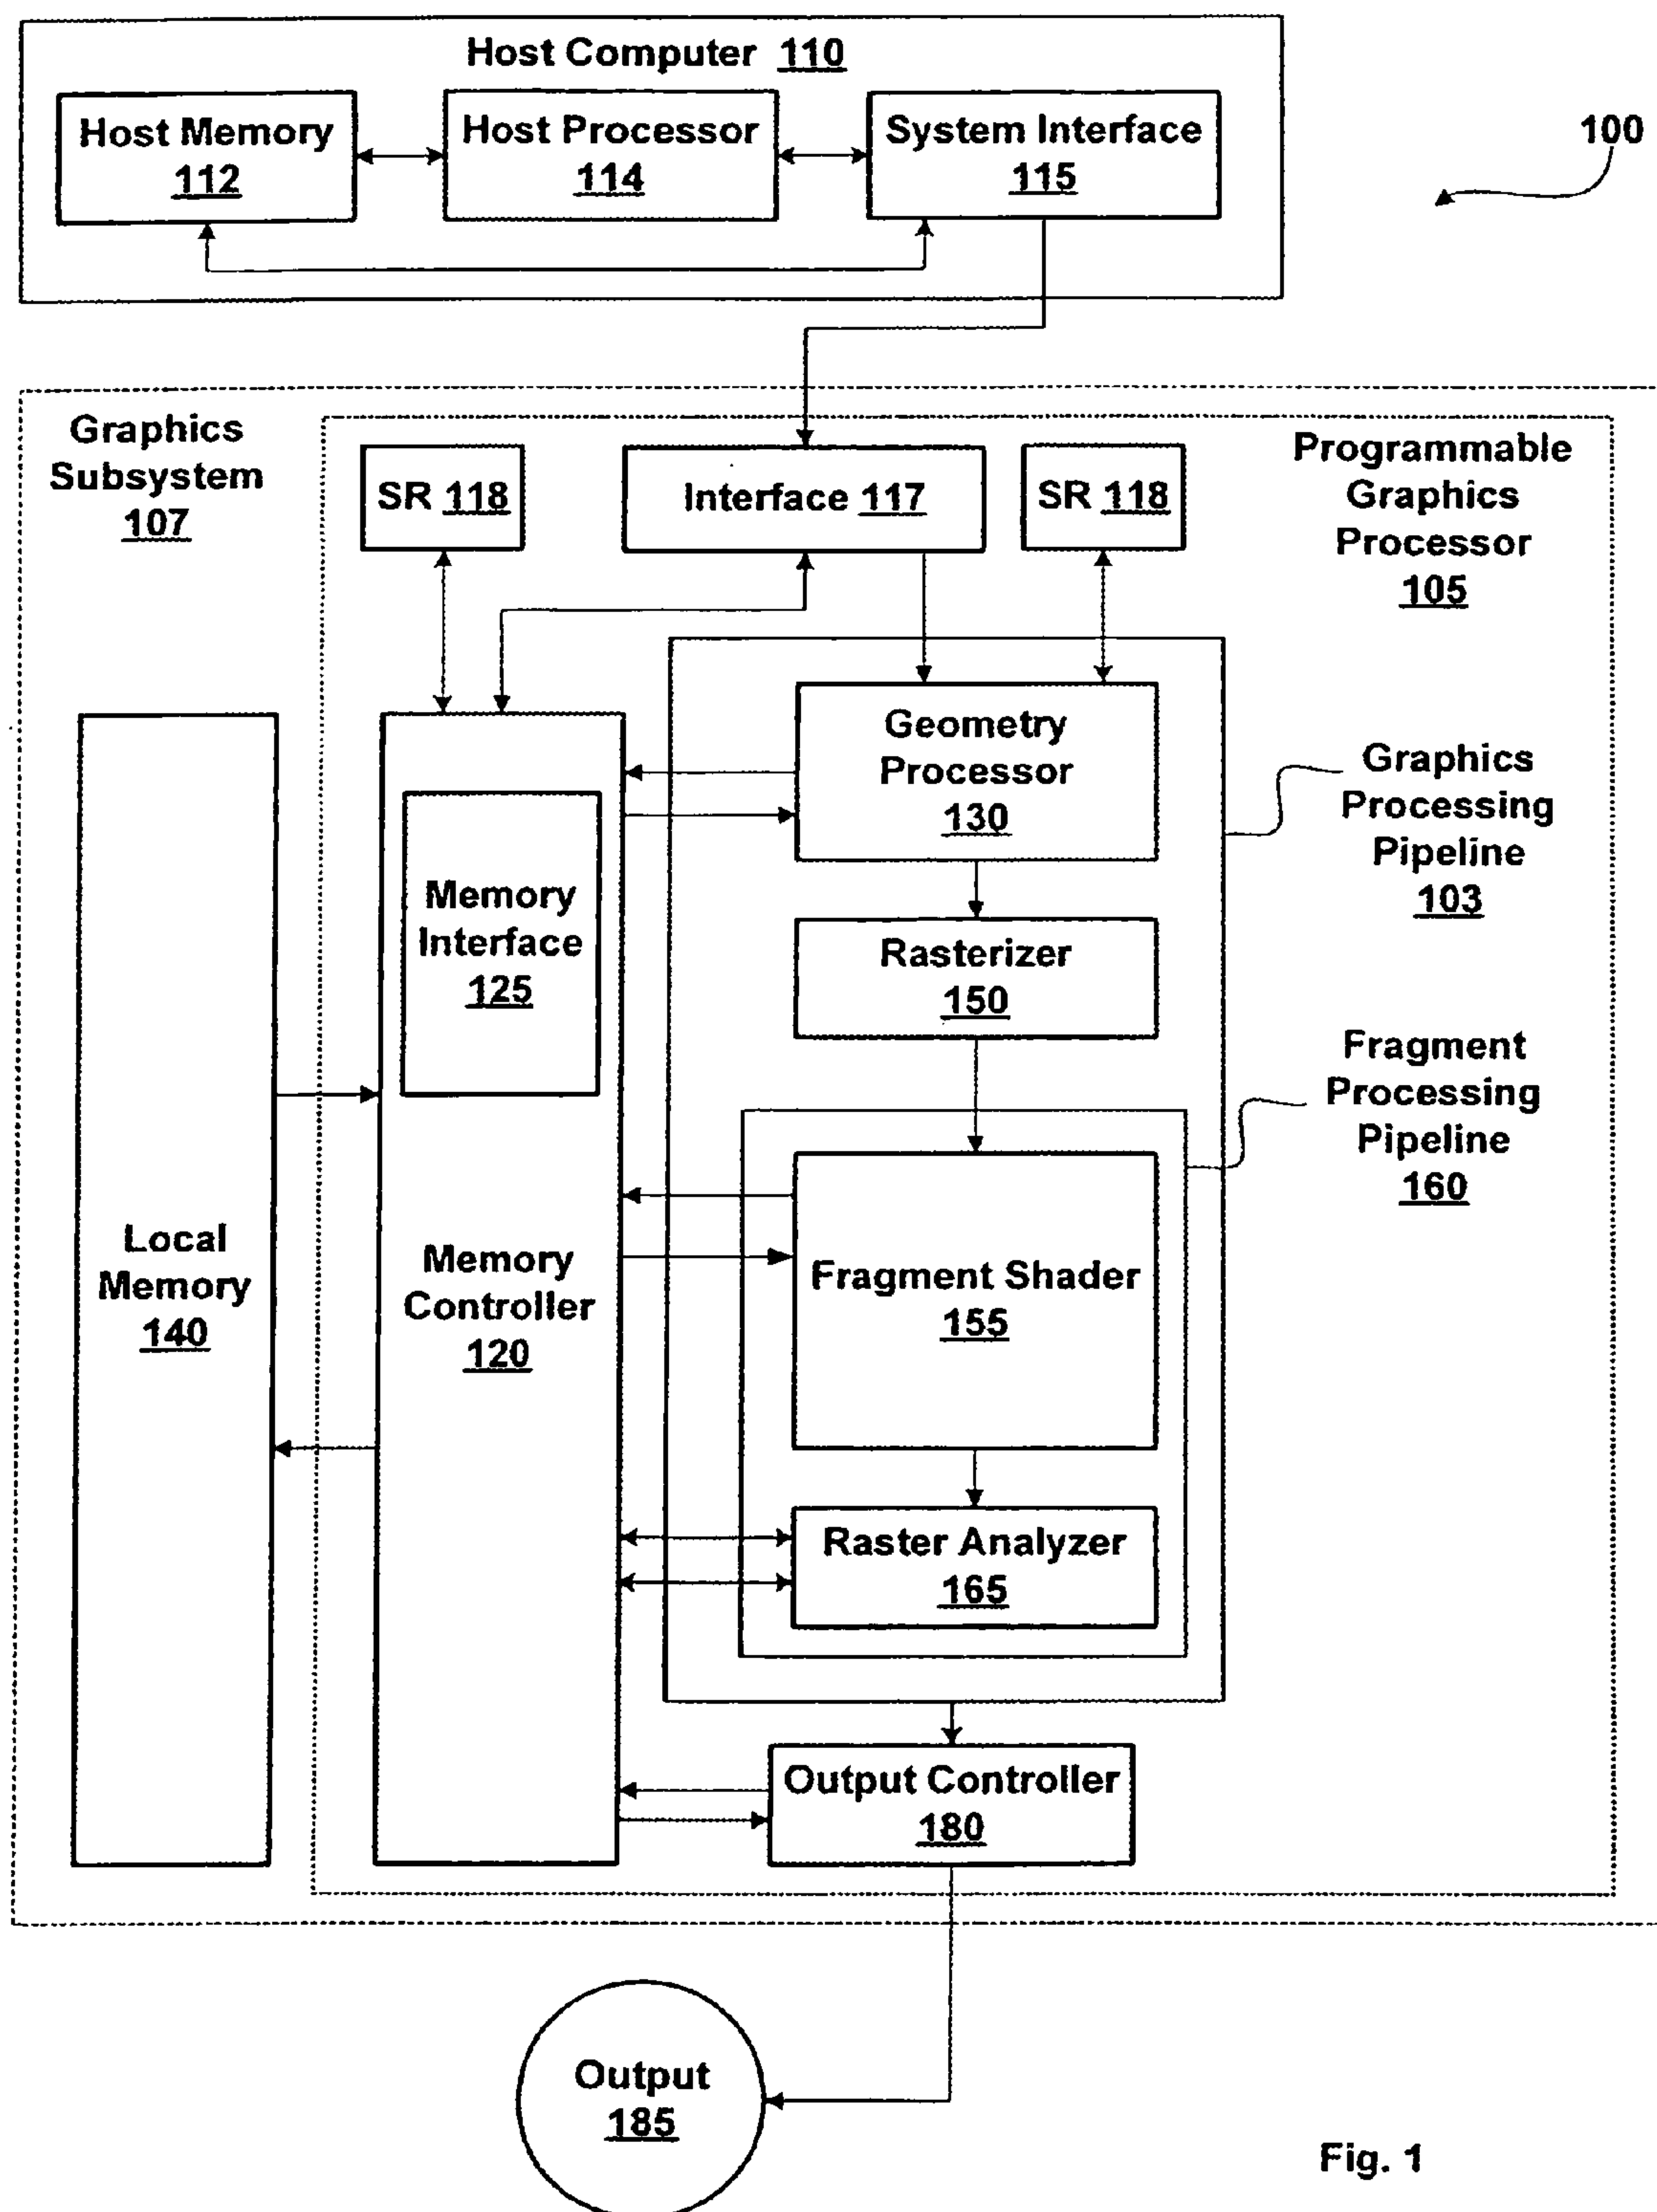 Host Computer 110
Host Memory
112
Host Processor
114
System Interface
115
100
Graphics
Subsystem
107
SR 118
Interface 117
SR 118
Programmable
Graphics
Processor
105
Geometry
Processor
130
Graphics
Processing
Pipeline
103
Memory
Interface
125
Rasterizer
150
Fragment
Processing
Pipeline
160
Local
Memory
140
Memory
Controller
120
Fragment Shader
155
Raster Analyzer
165
Output Controller
180
Output
185
Fig. 1